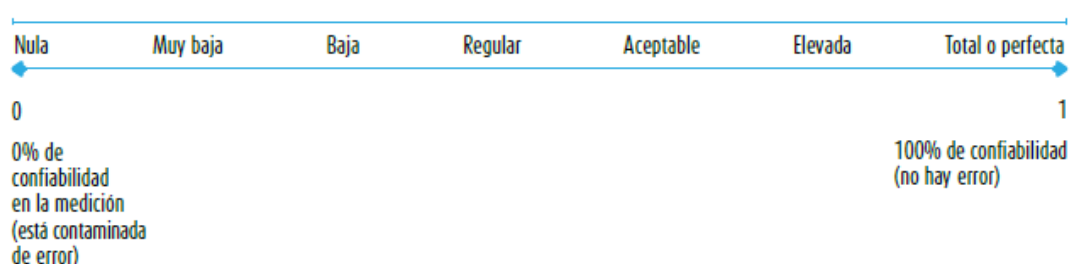 Nula Muy baja Baja Regular Aceptable Elevada Total o perfecta
0 1
0% de
confiabilidad
en la medición
(está contaminada
de error)
100% de confiabilidad
(no hay error)